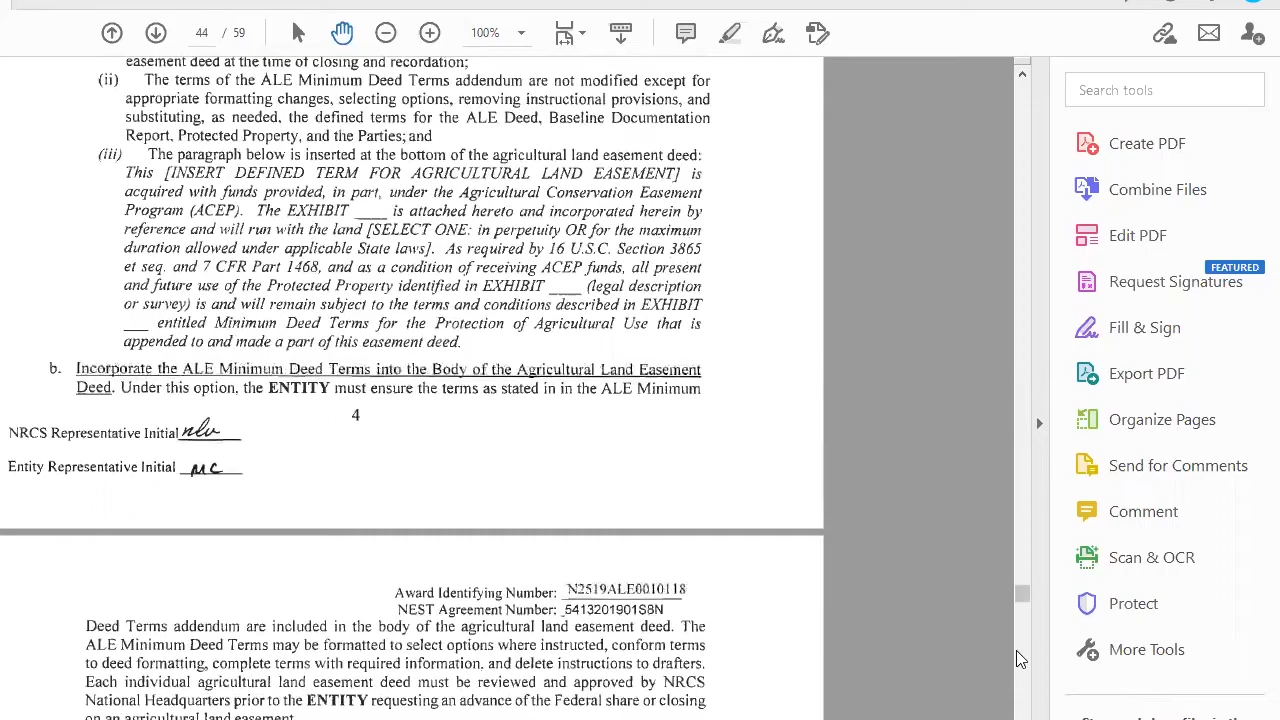 44 / 59
100%
easement deed at the time of closing and recordation;
(ii) The terms of the ALE Minimum Deed Terms addendum are not modified except for
appropriate formatting changes, selecting options, removing instructional provisions, and
substituting, as needed, the defined terms for the ALE Deed, Baseline Documentation
Report, Protected Property, and the Parties; and
(iii) The paragraph below is inserted at the bottom of the agricultural land easement deed:
This [INSERT DEFINED TERM FOR AGRICULTURAL LAND EASEMENT] is
acquired with funds provided, in part, under the Agricultural Conservation Easement
Program (ACEP). The EXHIBIT ____ is attached hereto and incorporated herein by
reference and will run with the land [SELECT ONE: in perpetuity OR for the maximum
duration allowed under applicable State laws]. As required by 16 U.S.C. Section 3865
et seq. and 7 CFR Part 1468, and as a condition of receiving ACEP funds, all present
and future use of the Protected Property identified in EXHIBIT ____ (legal description
or survey) is and will remain subject to the terms and conditions described in EXHIBIT
___ entitled Minimum Deed Terms for the Protection of Agricultural Use that is
appended to and made a part of this easement deed.
b. Incorporate the ALE Minimum Deed Terms into the Body of the Agricultural Land Easement
Deed. Under this option, the ENTITY must ensure the terms as stated in in the ALE Minimum
4
NRCS Representative Initial
Entity Representative Initial MC
Award Identifying Number: N2519ALE0010118
NEST Agreement Number: 5413201901S8N
Deed Terms addendum are included in the body of the agricultural land easement deed. The
ALE Minimum Deed Terms may be formatted to select options where instructed, conform terms
to deed formatting, complete terms with required information, and delete instructions to drafters.
Each individual agricultural land easement deed must be reviewed and approved by NRCS
National Headquarters prior to the ENTITY requesting an advance of the Federal share or closing
on an agricultural land easement.
Search tools
Create PDF
Combine Files
Edit PDF
FEATURED
Request Signatures
Fill & Sign
Export PDF
Organize Pages
Send for Comments
Comment
Scan & OCR
Protect
More Tools